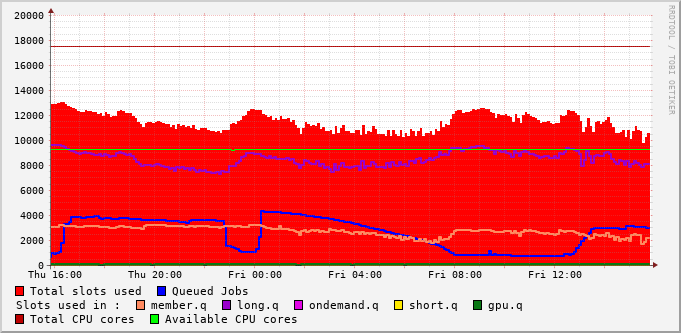 20000
18000
16000
14000
12000
10000
8000
6000
4000
2000
0
Thu 16:00 Thu 20:00 Fri 00:00 Fri 04:00 Fri 08:00 Fri 12:00
RRDTOOL / TOBI OETIKER
Total slots used Queued Jobs
Slots used in : member.q long.q ondemand.q short.q gpu.q
Total CPU cores Available CPU cores